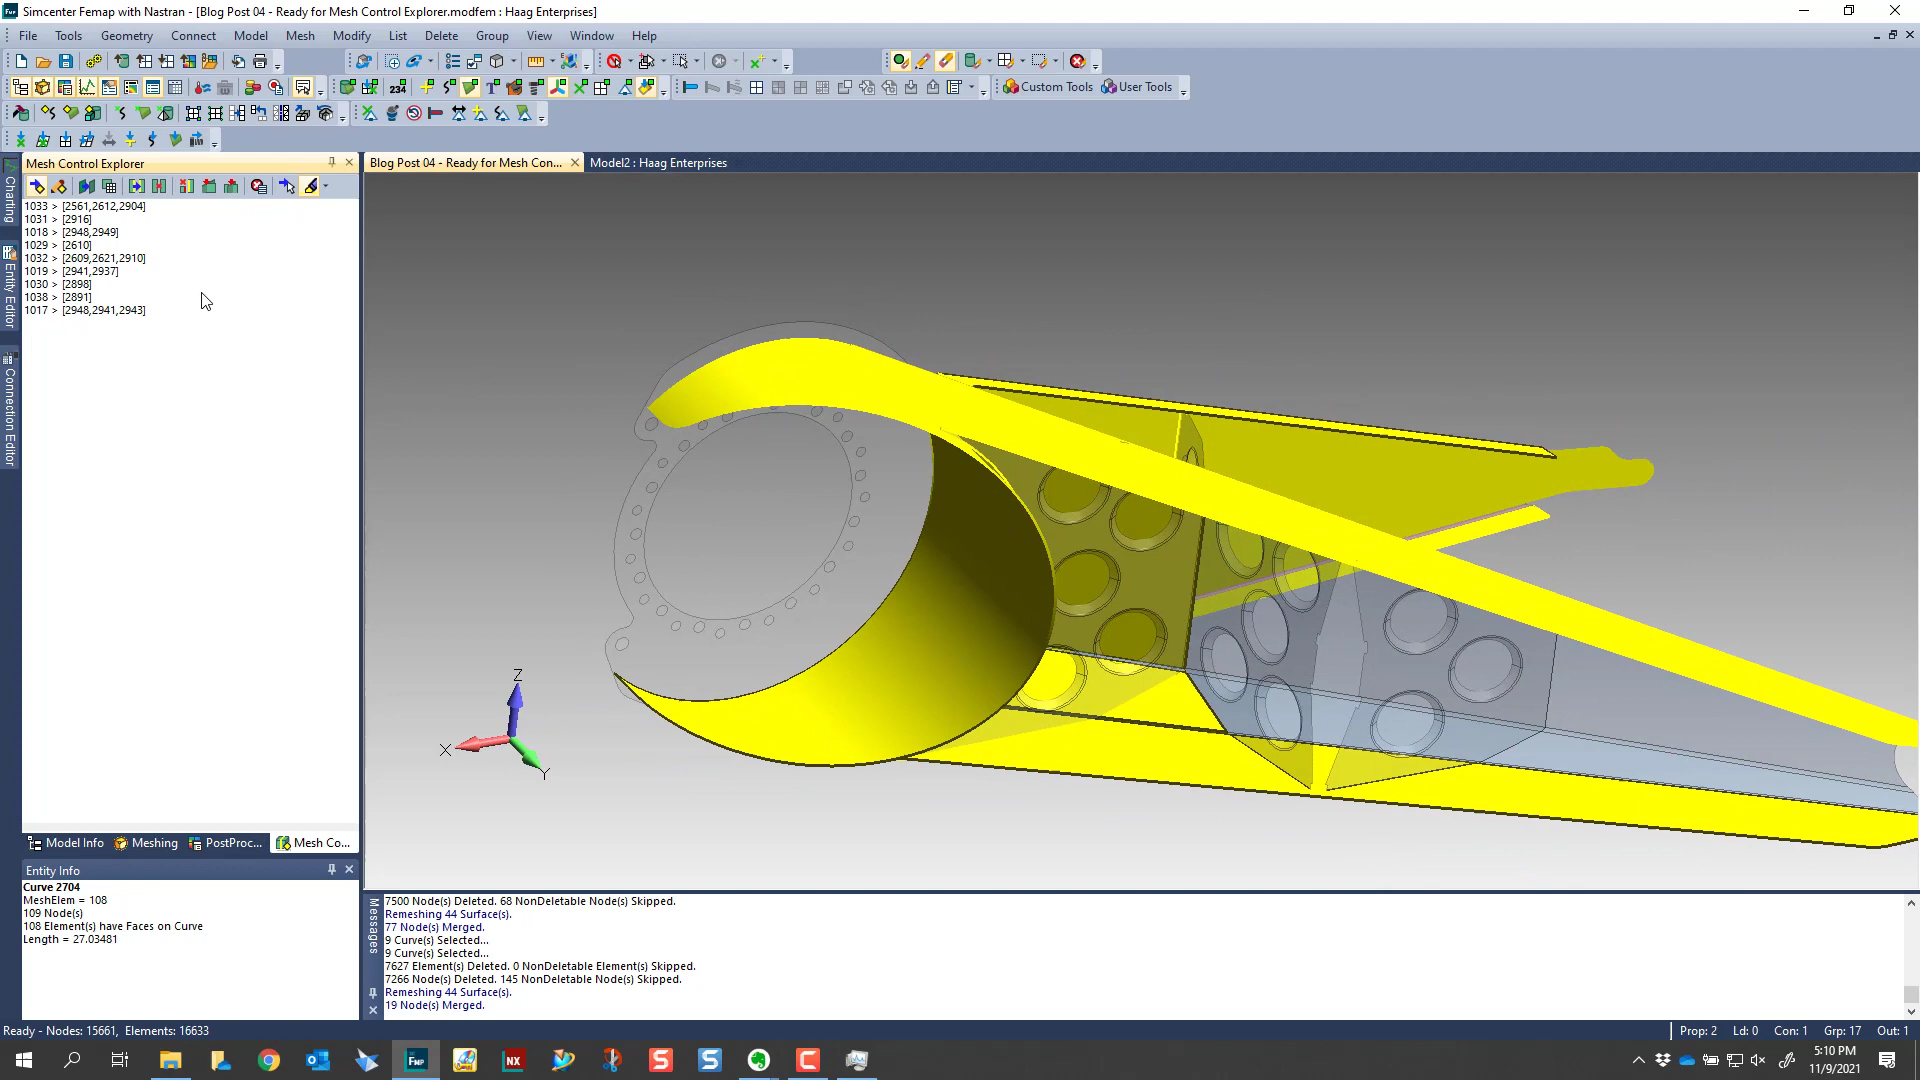 Simcenter Femap with Nastran - [Blog Post 04 - Ready for Mesh Control Explorer.modfem : Haag Enterprises]
File Tools Geometry Connect Model Mesh Modify List Delete Group View Window Help
234
Custom Tools User Tools
Mesh Control Explorer
Blog Post 04 - Ready for Mesh Con... Model2 : Haag Enterprises
Charting
Entity Editor
Connection Editor
1033 > [2561,2612,2904]
1031 > [2916]
1018 > [2948,2949]
1029 > [2610]
1032 > [2609,2621,2910]
1019 > [2941,2937]
1030 > [2898]
1038 > [2891]
1017 > [2948,2941,2943]
Z
X
Y
Model Info Meshing PostProc... Mesh Co...
Entity Info
Curve 2704
MeshElem = 108
109 Node(s)
108 Element(s) have Faces on Curve
Length = 27.03481
Messages
7500 Node(s) Deleted. 68 NonDeletable Node(s) Skipped.
Remeshing 44 Surface(s).
77 Node(s) Merged.
9 Curve(s) Selected...
9 Curve(s) Selected...
7627 Element(s) Deleted. 0 NonDeletable Element(s) Skipped.
7266 Node(s) Deleted. 145 NonDeletable Node(s) Skipped.
Remeshing 44 Surface(s).
19 Node(s) Merged.
Ready - Nodes: 15661, Elements: 16633
Prop: 2 Ld: 0 Con: 1 Grp: 17 Out: 1
FMP
NX
S
S
C
5:10 PM
11/9/2021